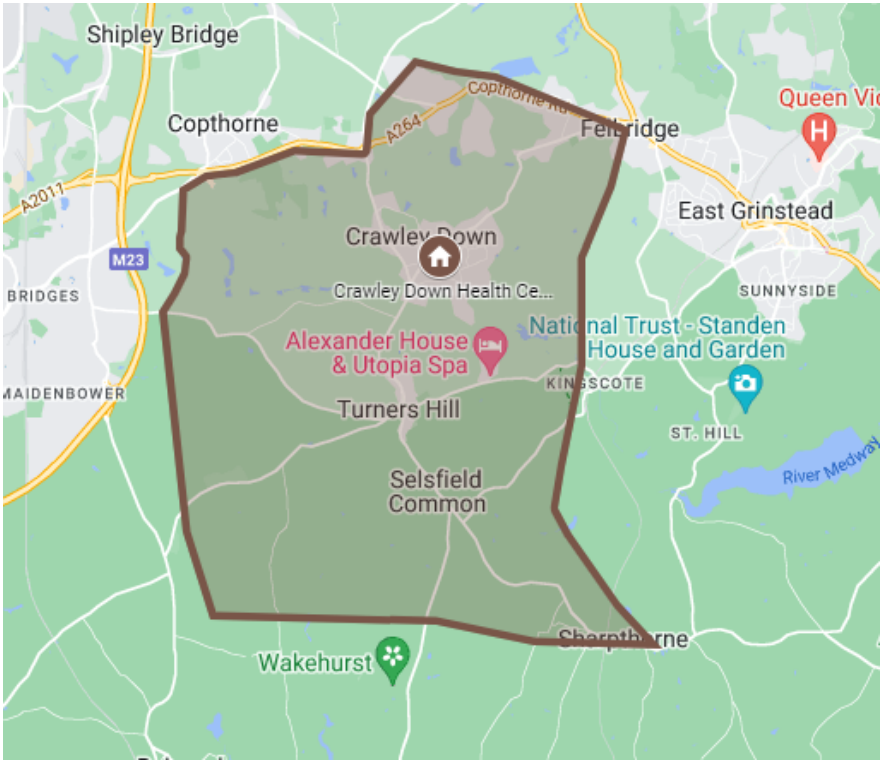 Shipley Bridge
Copthorne Rd
Queen Vic
Copthorne
A264
Felbridge
H
A2011
East Grinstead
Crawley Down
M23
BRIDGES
Crawley Down Health Ce...
SUNNYSIDE
National Trust - Standen
House and Garden
Alexander House
& Utopia Spa
MAIDENBOWER
KINGSCOTE
Turners Hill
ST. HILL
River Medway
Selsfield
Common
Sharpthorne
Wakehurst